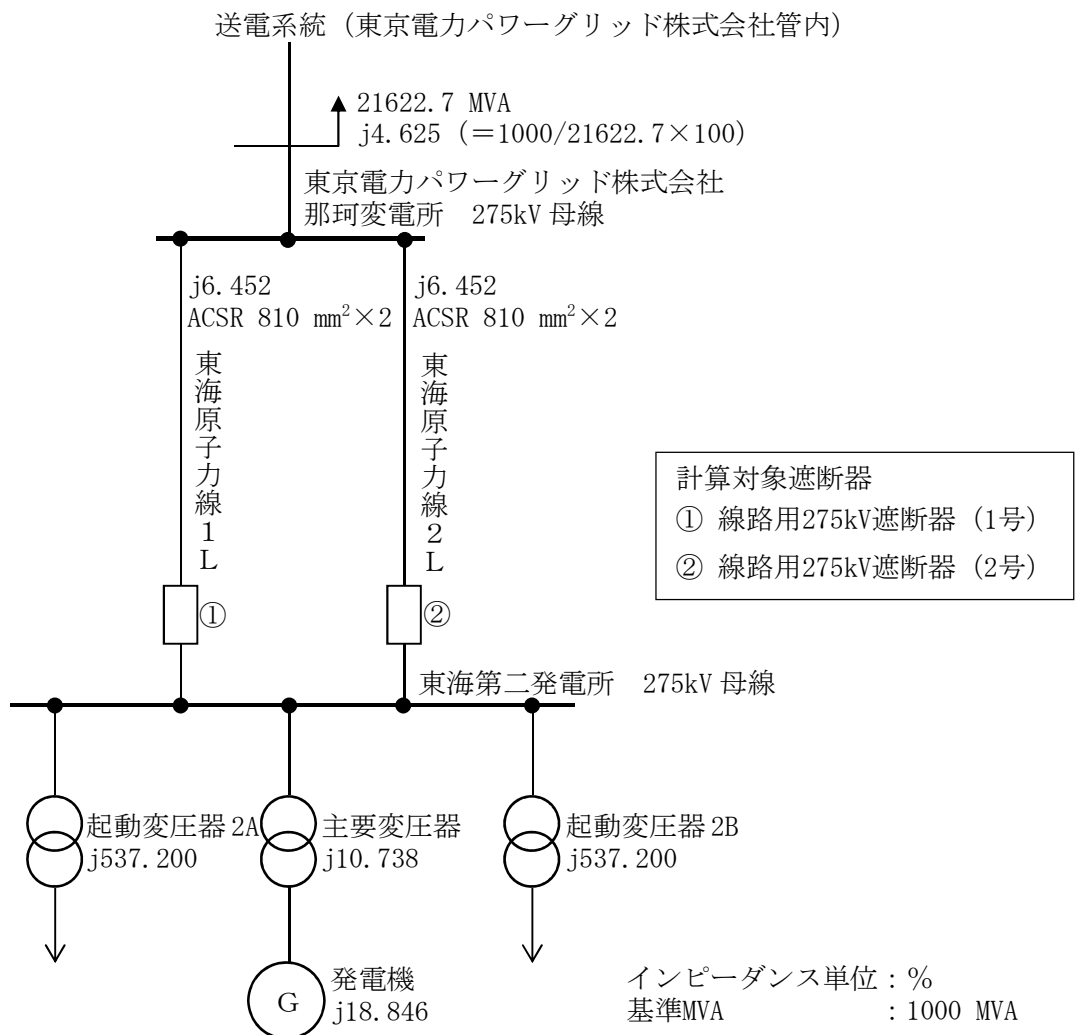 送電系統（東京電力パワーグリッド株式会社管内）
21622.7 MVA
j4.625（＝1000/21622.7×100）
東京電力パワーグリッド株式会社
那珂変電所　275kV 母線
j6.452
ACSR 810 mm²×2
j6.452
ACSR 810 mm²×2
東海原子力線1L
東海原子力線2L
計算対象遮断器
① 線路用275kV遮断器（1号）
② 線路用275kV遮断器（2号）
①
②
東海第二発電所　275kV 母線
起動変圧器 2A
j537.200
主要変圧器
j10.738
起動変圧器 2B
j537.200
G
発電機
j18.846
インピーダンス単位：%
基準MVA　：1000 MVA